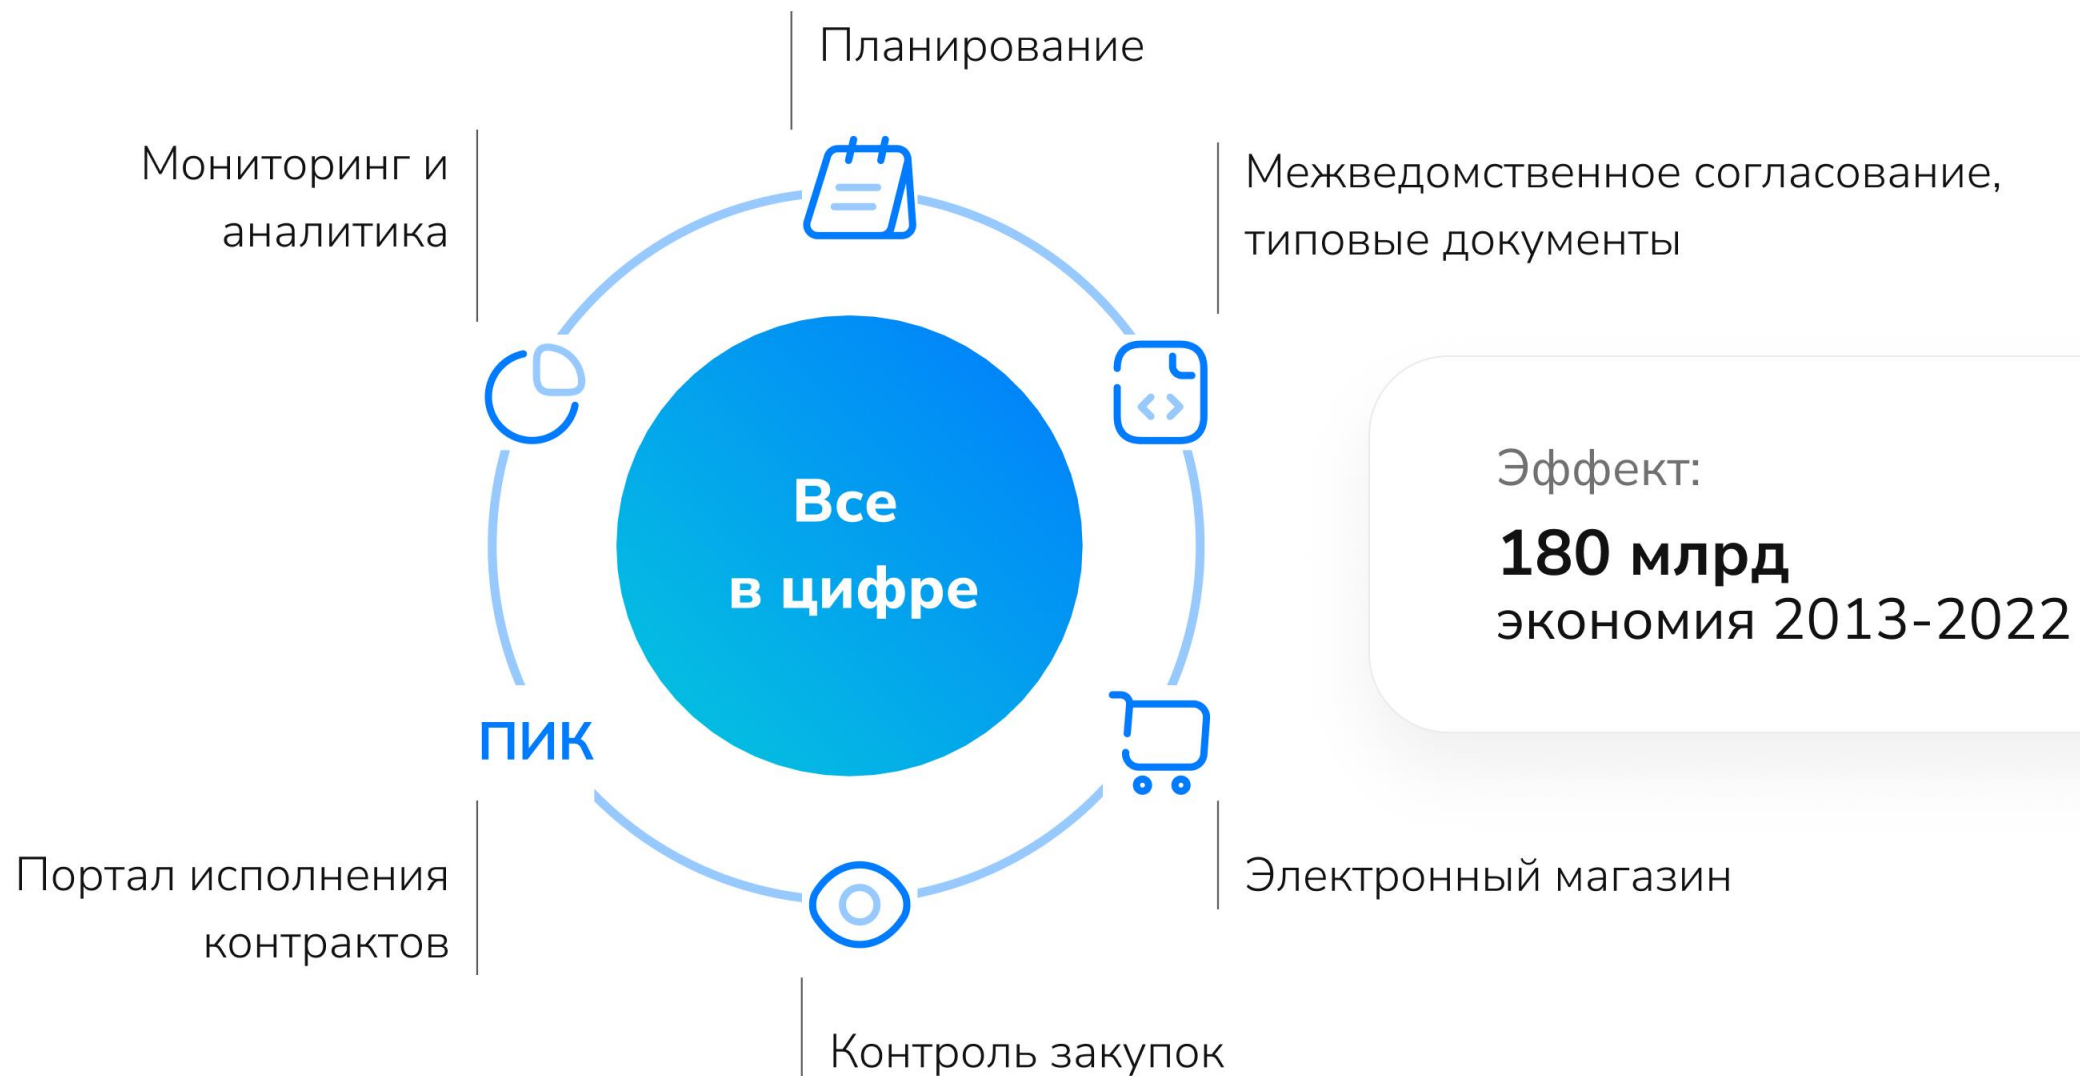 Планирование
Мониторинг и
аналитика
Межведомственное согласование,
типовые документы
Все
в цифре
Эффект:
180 млрд
экономия 2013-2022
ПИК
Портал исполнения
контрактов
Электронный магазин
Контроль закупок